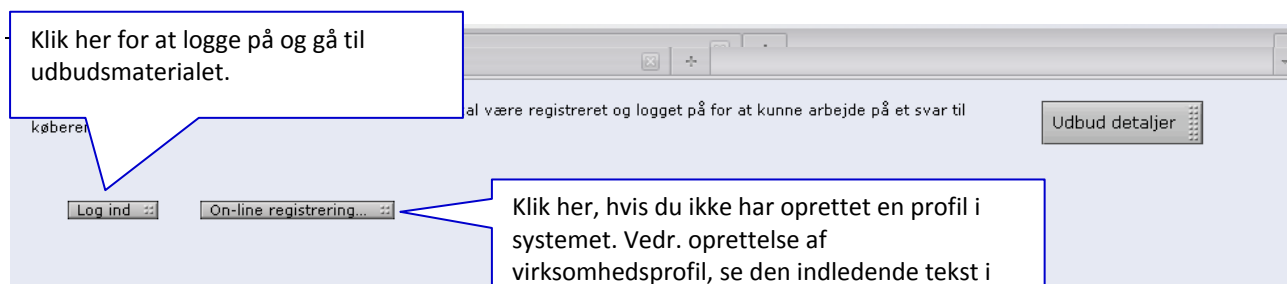 Klik her for at logge på og gå til
udbudsmaterialet.
al være registreret og logget på for at kunne arbejde på et svar til
køberen
Udbud detaljer
Log ind
On-line registrering...
Klik her, hvis du ikke har oprettet en profil i
systemet. Vedr. oprettelse af
virksomhedsprofil, se den indledende tekst i